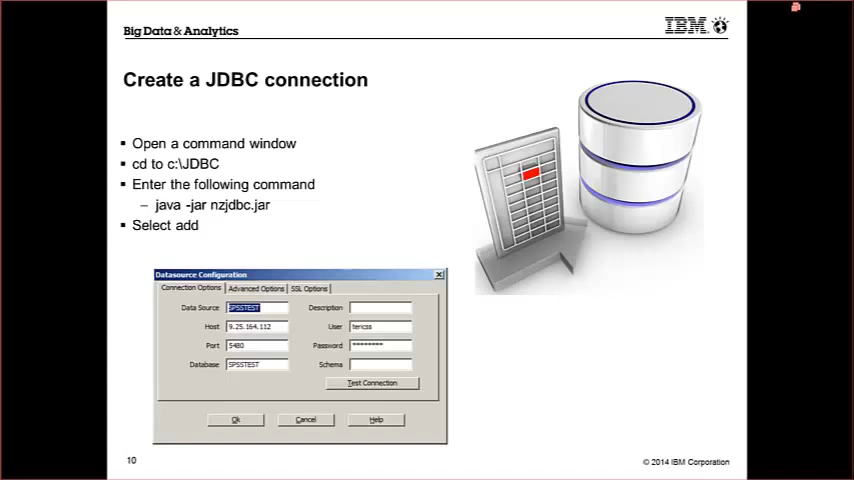 Big Data & Analytics
IBM
Create a JDBC connection
Open a command window
cd to c:\JDBC
Enter the following command
– java -jar nzjdbc.jar
Select add
Datasource Configuration
Connection Options Advanced Options SSL Options
Data Source SPSSTEST Description
Host 9.25.164.112 User tericss
Port 5480 Password ********
Database SPSSTEST Schema
Test Connection
Ok Cancel Help
10
© 2014 IBM Corporation